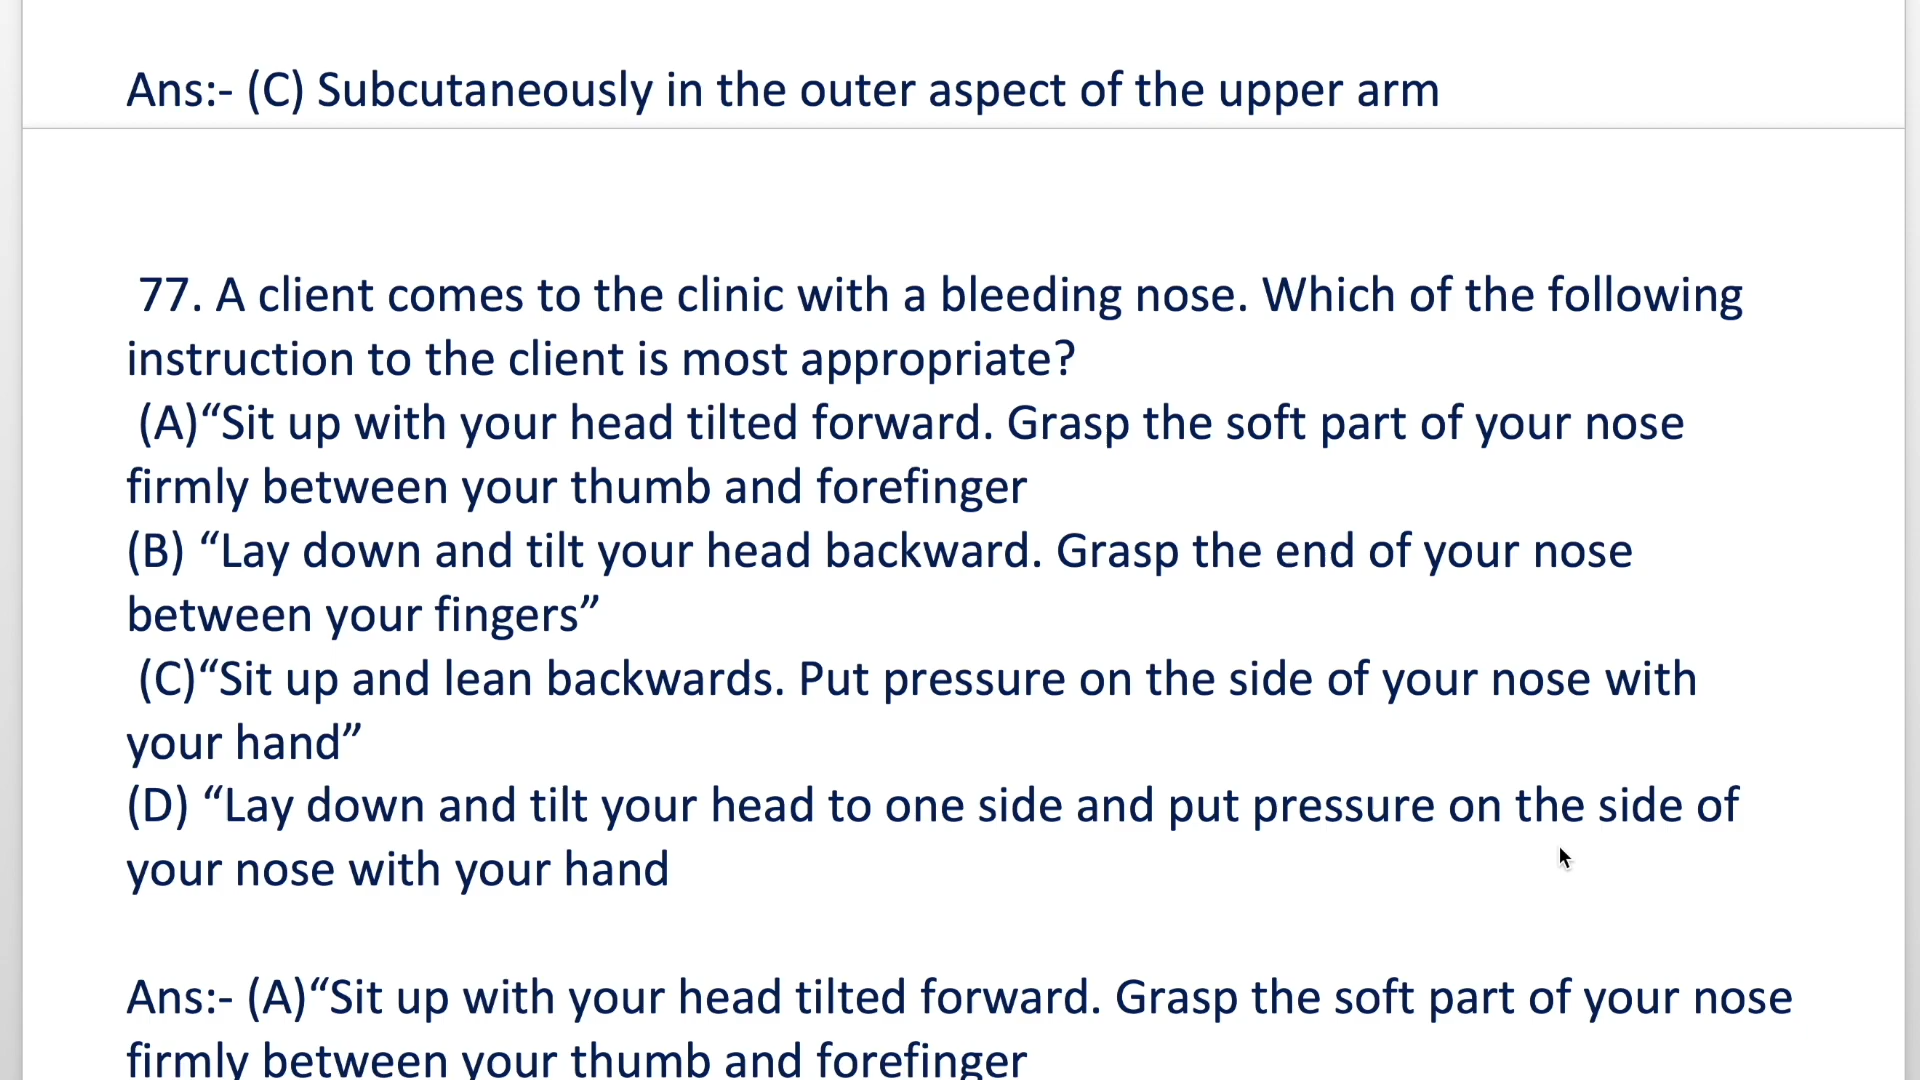 Ans:- (C) Subcutaneously in the outer aspect of the upper arm
77. A client comes to the clinic with a bleeding nose. Which of the following
instruction to the client is most appropriate?
(A)“Sit up with your head tilted forward. Grasp the soft part of your nose
firmly between your thumb and forefinger
(B) “Lay down and tilt your head backward. Grasp the end of your nose
between your fingers”
(C)“Sit up and lean backwards. Put pressure on the side of your nose with
your hand”
(D) “Lay down and tilt your head to one side and put pressure on the side of
your nose with your hand
Ans:- (A)“Sit up with your head tilted forward. Grasp the soft part of your nose
firmly between your thumb and forefinger